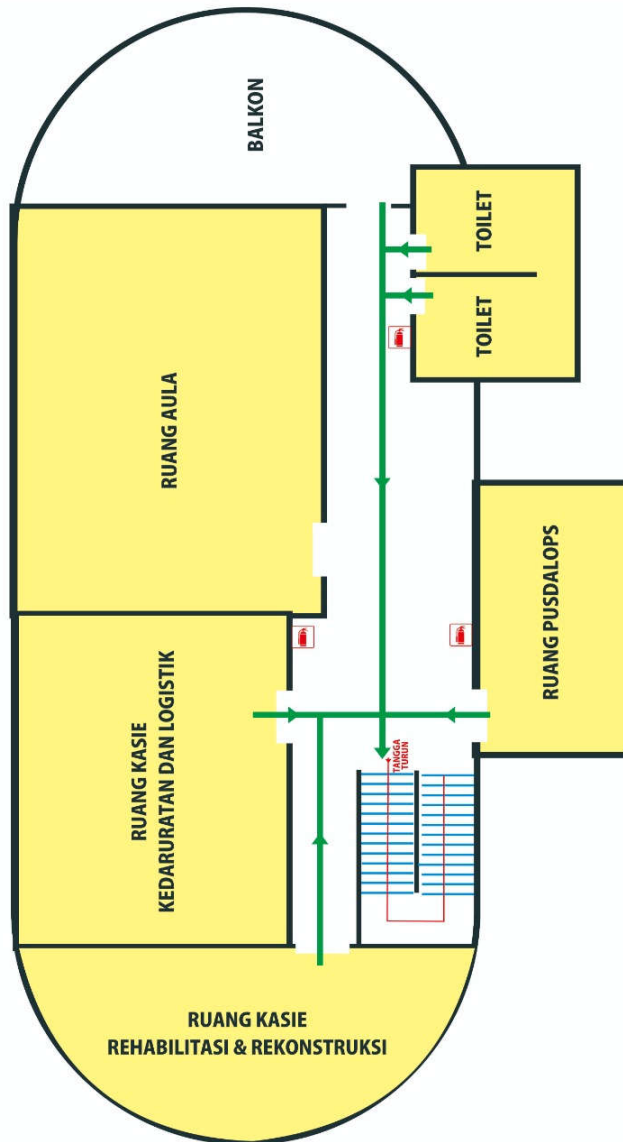 BALKON
TOILET
TOILET
RUANG AULA
RUANG PUSDALOPS
RUANG KASIE
KEDARURATAN DAN LOGISTIK
TANGGA
TURUN
RUANG KASIE
REHABILITASI & REKONSTRUKSI